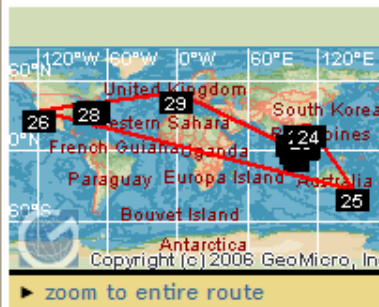 120°W 60°W 0°W 60°E 120°E
60°N
United Kingdom
29
28
26
Western Sahara
South Korea
124
0°N
French Guiana
Uganda
Paraguay
Europa Island
Australia
25
60°S
Bouvet Island
Antarctica
Copyright (c) 2006 GeoMicro, In
zoom to entire route